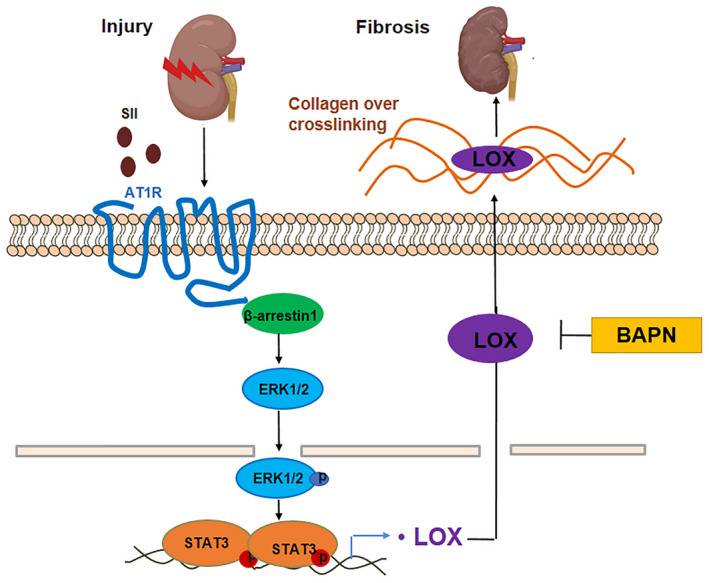 Injury
Fibrosis
SII
Collagen over
crosslinking
LOX
AT1R
β-arrestin1
LOX
BAPN
ERK1/2
ERK1/2
p
STAT3
p
STAT3
p
• LOX